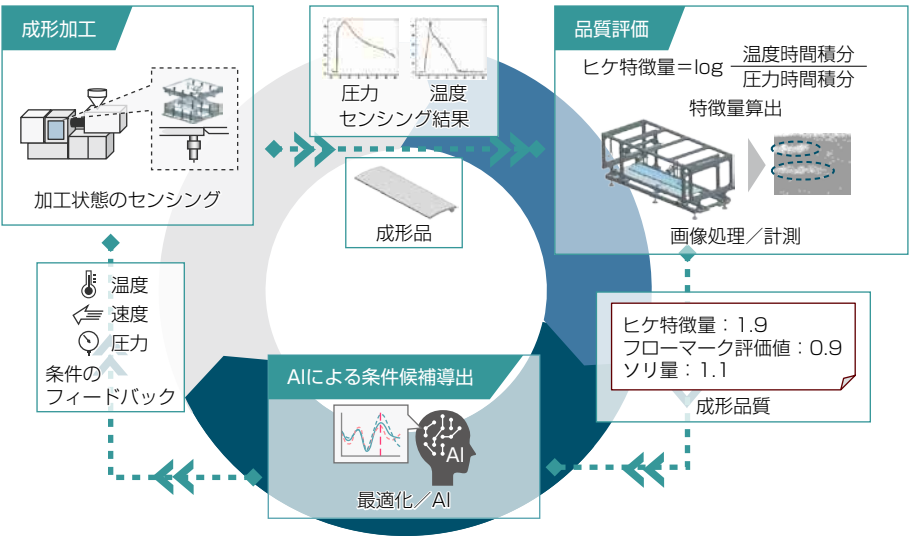 成形加工
加工状態のセンシング
圧力
温度
センシング結果
成形品
品質評価
ヒケ特徴量＝log 温度時間積分
圧力時間積分
特徴量算出
画像処理／計測
ヒケ特徴量：1.9
フローマーク評価値：0.9
ソリ量：1.1
成形品質
AIによる条件候補導出
AI
最適化／AI
温度
速度
圧力
条件の
フィードバック